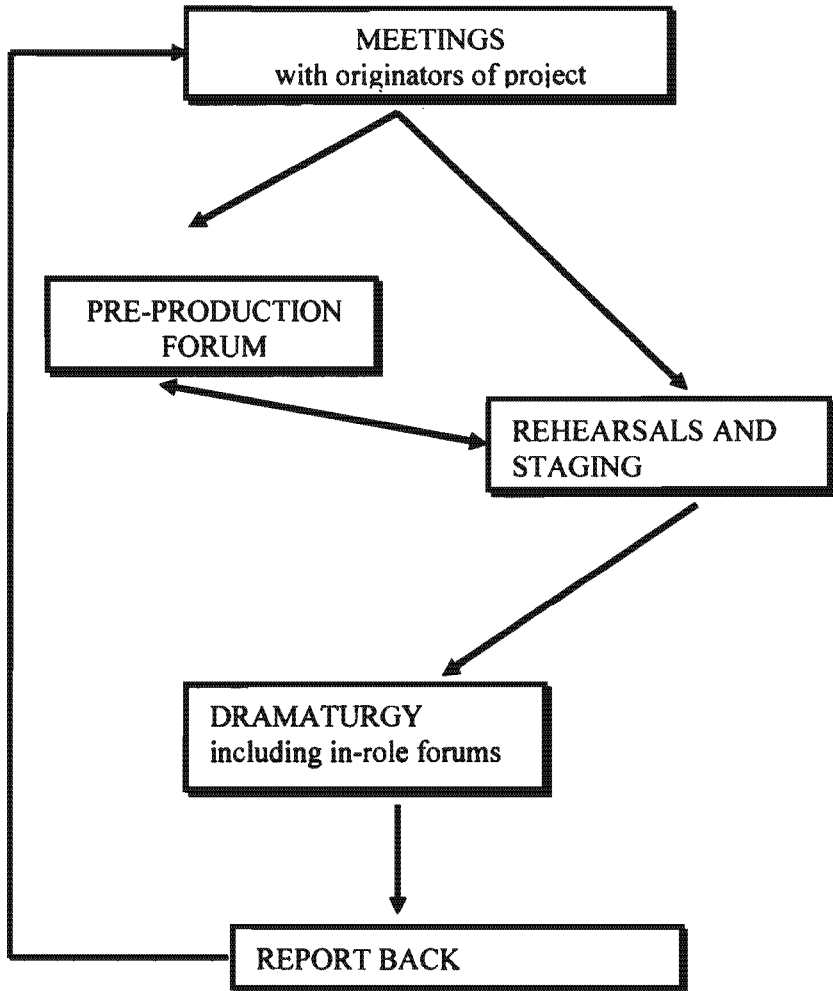 MEETINGS
with originators of project
PRE-PRODUCTION
FORUM
REHEARSALS AND
STAGING
DRAMATURGY
including in-role forums
REPORT BACK